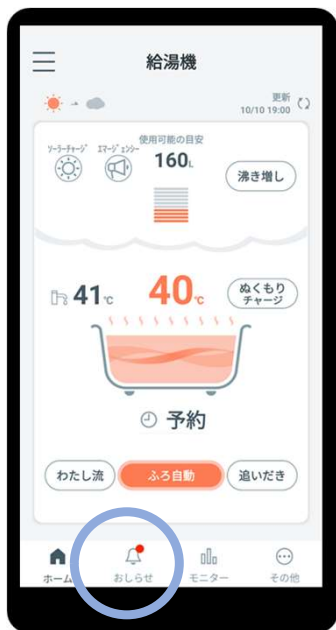 給湯機
更新
10/10 19:00
ソーラーチャージ エマージェンシー 使用可能の目安
160L
沸き増し
41℃ 40℃
ぬくもり
チャージ
予約
わたし流 ふろ自動 追いだき
ホーム おしらせ モニター その他